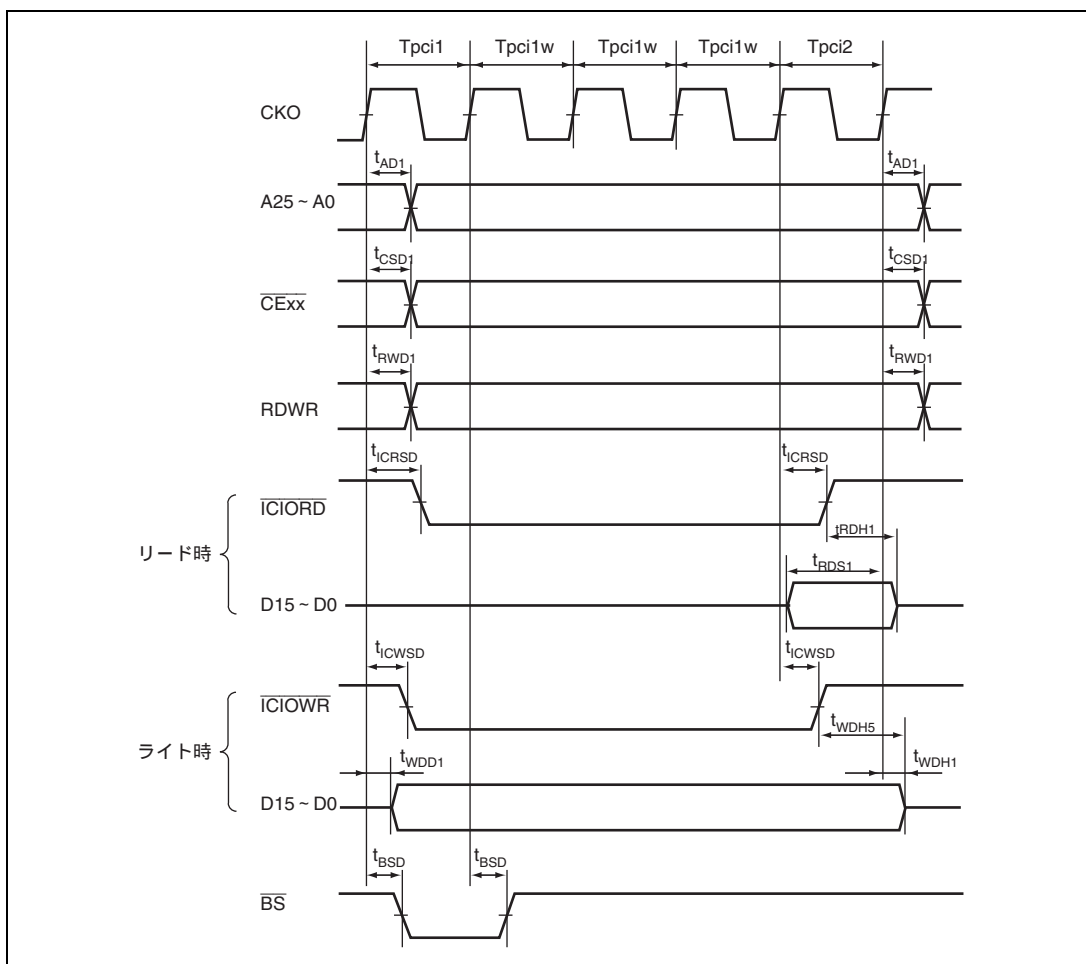 Tpci1 Tpci1w Tpci1w Tpci1w Tpci2
CKO
tAD1 tAD1
A25 ~ A0
tCSD1 tCSD1
CExx
tRWD1 tRWD1
RDWR
tICRSD tICRSD
ICIORD
tRDH1
リード時
tRDS1
D15 ~ D0
tICWSD tICWSD
ICIOWR
tWDH5
ライト時
tWDD1 tWDH1
D15 ~ D0
tBSD tBSD
BS